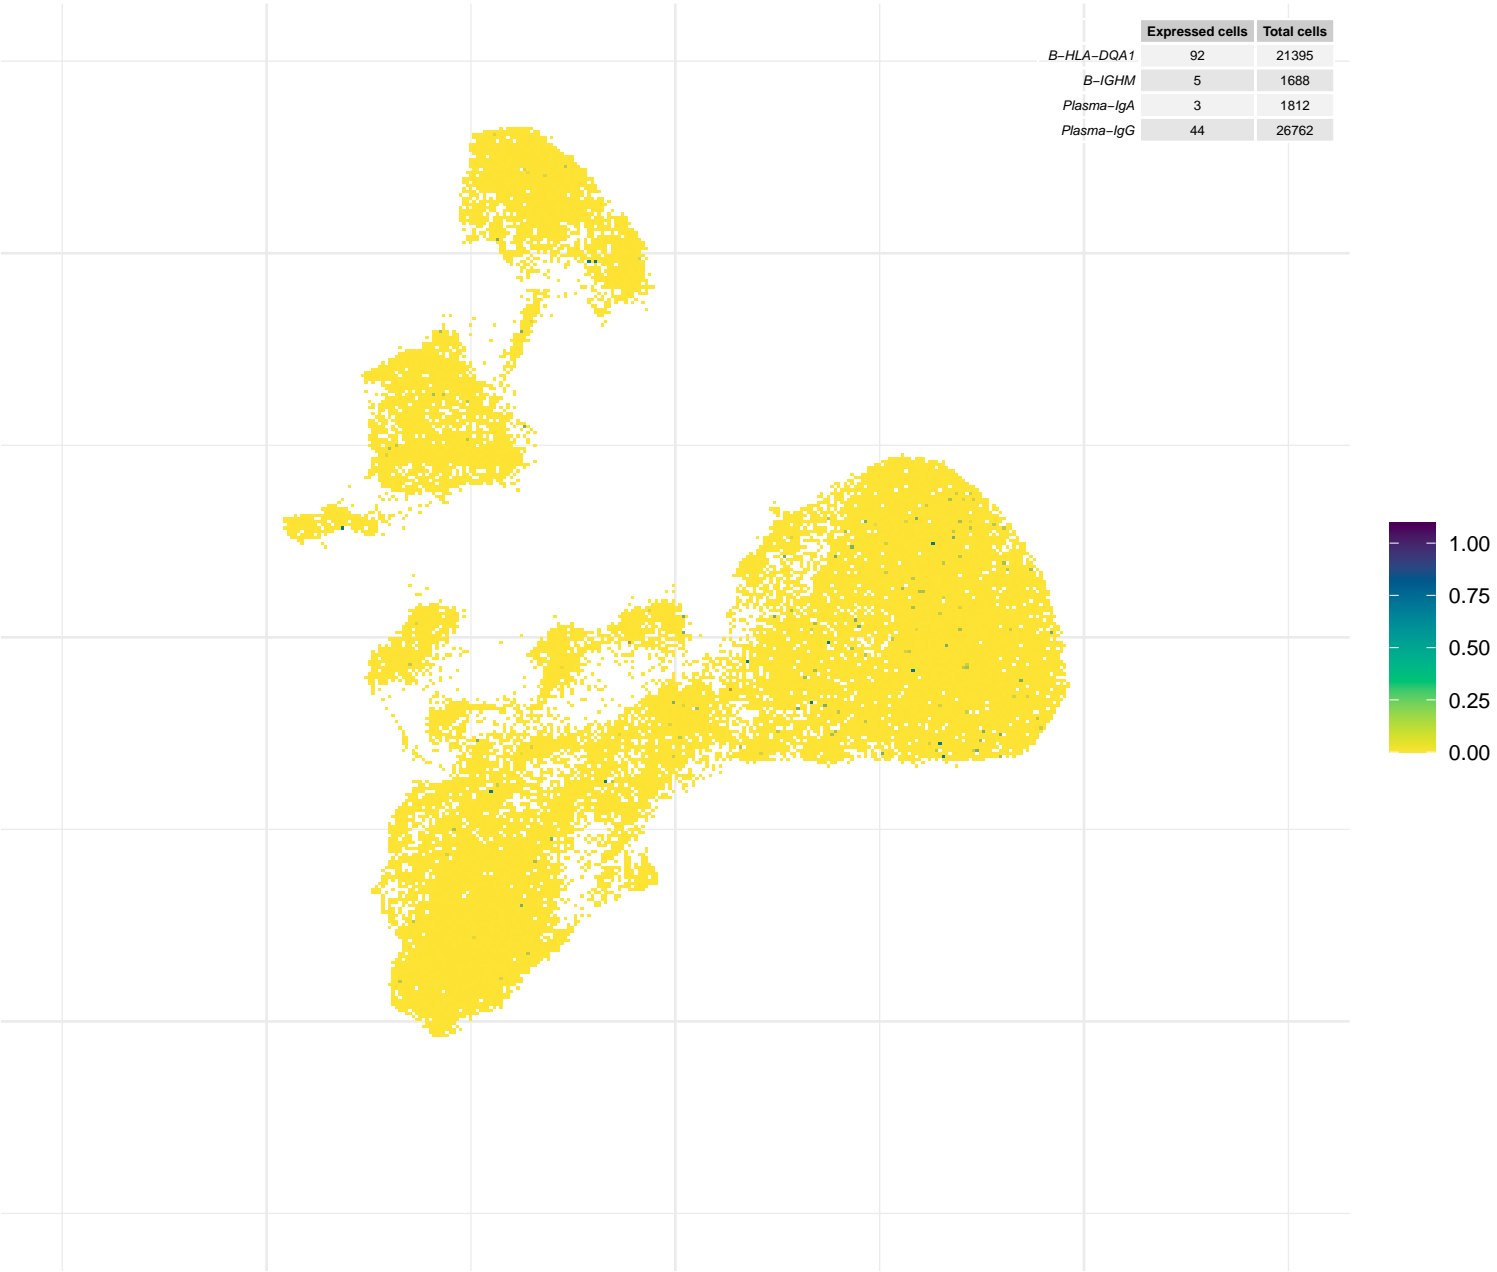 Expressed cells Total cells
B−HLA−DQA1 92 21395
B−IGHM 5 1688
Plasma−IgA 3 1812
Plasma−IgG 44 26762
1.00
0.75
0.50
0.25
0.00